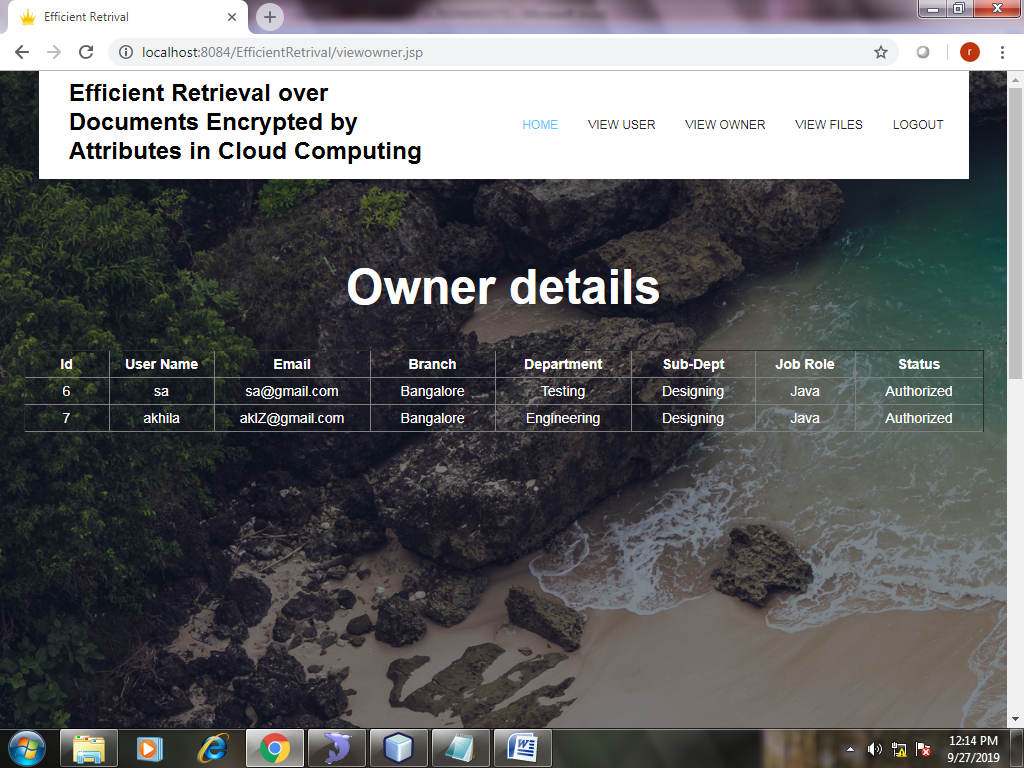 Efficient Retrival
localhost:8084/EfficientRetrival/viewowner.jsp
r
Efficient Retrieval over
Documents Encrypted by
Attributes in Cloud Computing
HOME VIEW USER VIEW OWNER VIEW FILES LOGOUT
Owner details
Id User Name Email Branch Department Sub-Dept Job Role Status
6 sa sa@gmail.com Bangalore Testing Designing Java Authorized
7 akhila aklZ@gmail.com Bangalore Engineering Designing Java Authorized
12:14 PM
9/27/2019